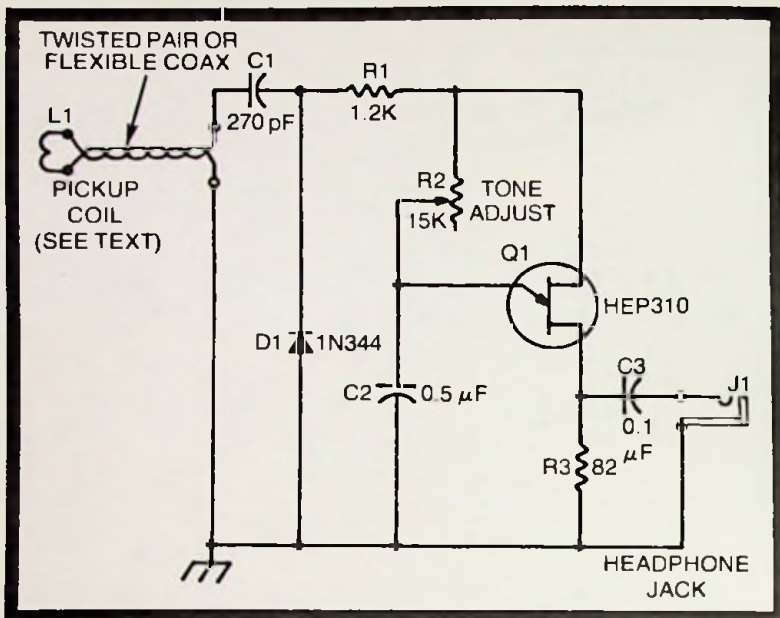 TWISTED PAIR OR
FLEXIBLE COAX
C1
270 pF
R1
1.2K
L1
PICKUP
COIL
(SEE TEXT)
R2
15K
TONE
ADJUST
Q1
HEP310
D1
1N344
C2
0.5 µF
C3
0.1
µF
J1
R3
82
HEADPHONE
JACK